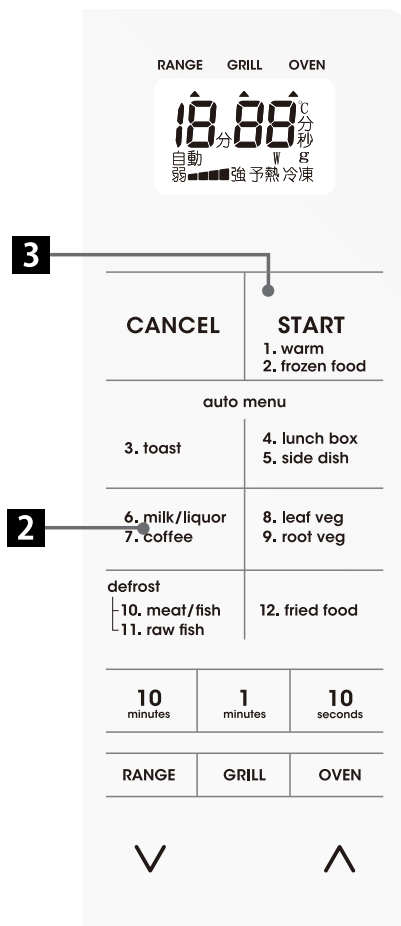 RANGE GRILL OVEN
18分88℃分秒
自動 W g
弱強予熱冷凍
3
CANCEL START
1. warm
2. frozen food
auto menu
3. toast
4. lunch box
5. side dish
2
6. milk/liquor
7. coffee
8. leaf veg
9. root veg
defrost
10. meat/fish
11. raw fish
12. fried food
10 1 10
minutes minutes seconds
RANGE GRILL OVEN